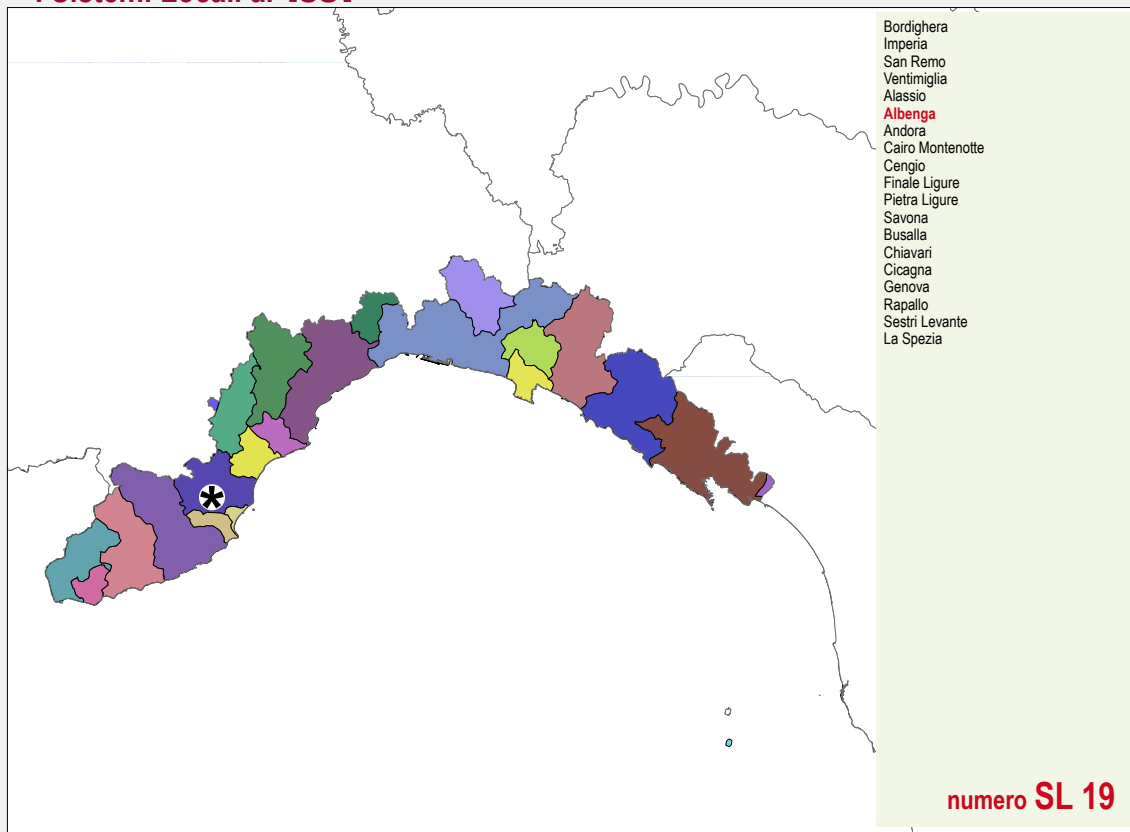 Bordighera
Imperia
San Remo
Ventimiglia
Alassio
Albenga
Andora
Cairo Montenotte
Cengio
Finale Ligure
Pietra Ligure
Savona
Busalla
Chiavari
Cicagna
Genova
Rapallo
Sestri Levante
La Spezia
numero SL 19